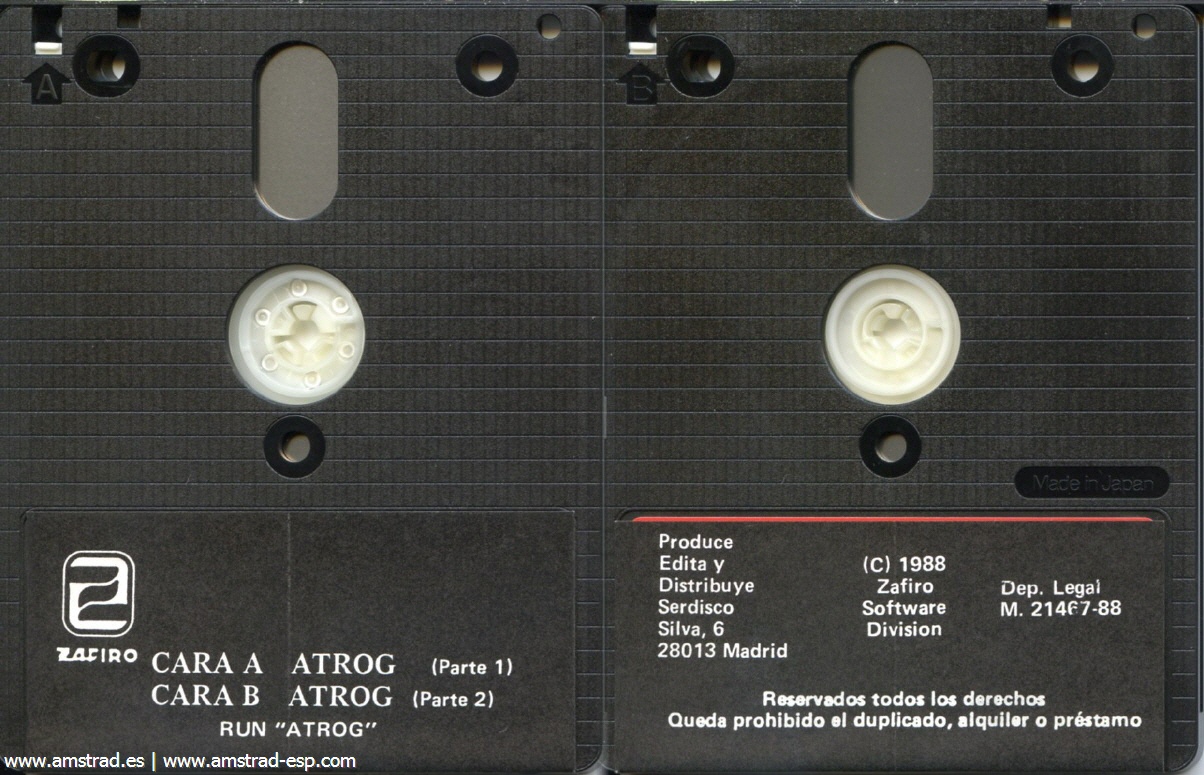 A
B
Made in Japan
ZAFIRO
CARA A ATROG (Parte 1)
CARA B ATROG (Parte 2)
RUN "ATROG"
Produce
Edita y
Distribuye
Serdisco
Silva, 6
28013 Madrid
(C) 1988
Zafiro
Software
Division
Dep. Legal
M. 21467-88
Reservados todos los derechos
Queda prohibido el duplicado, alquiler o préstamo
www.amstrad.es | www.amstrad-esp.com